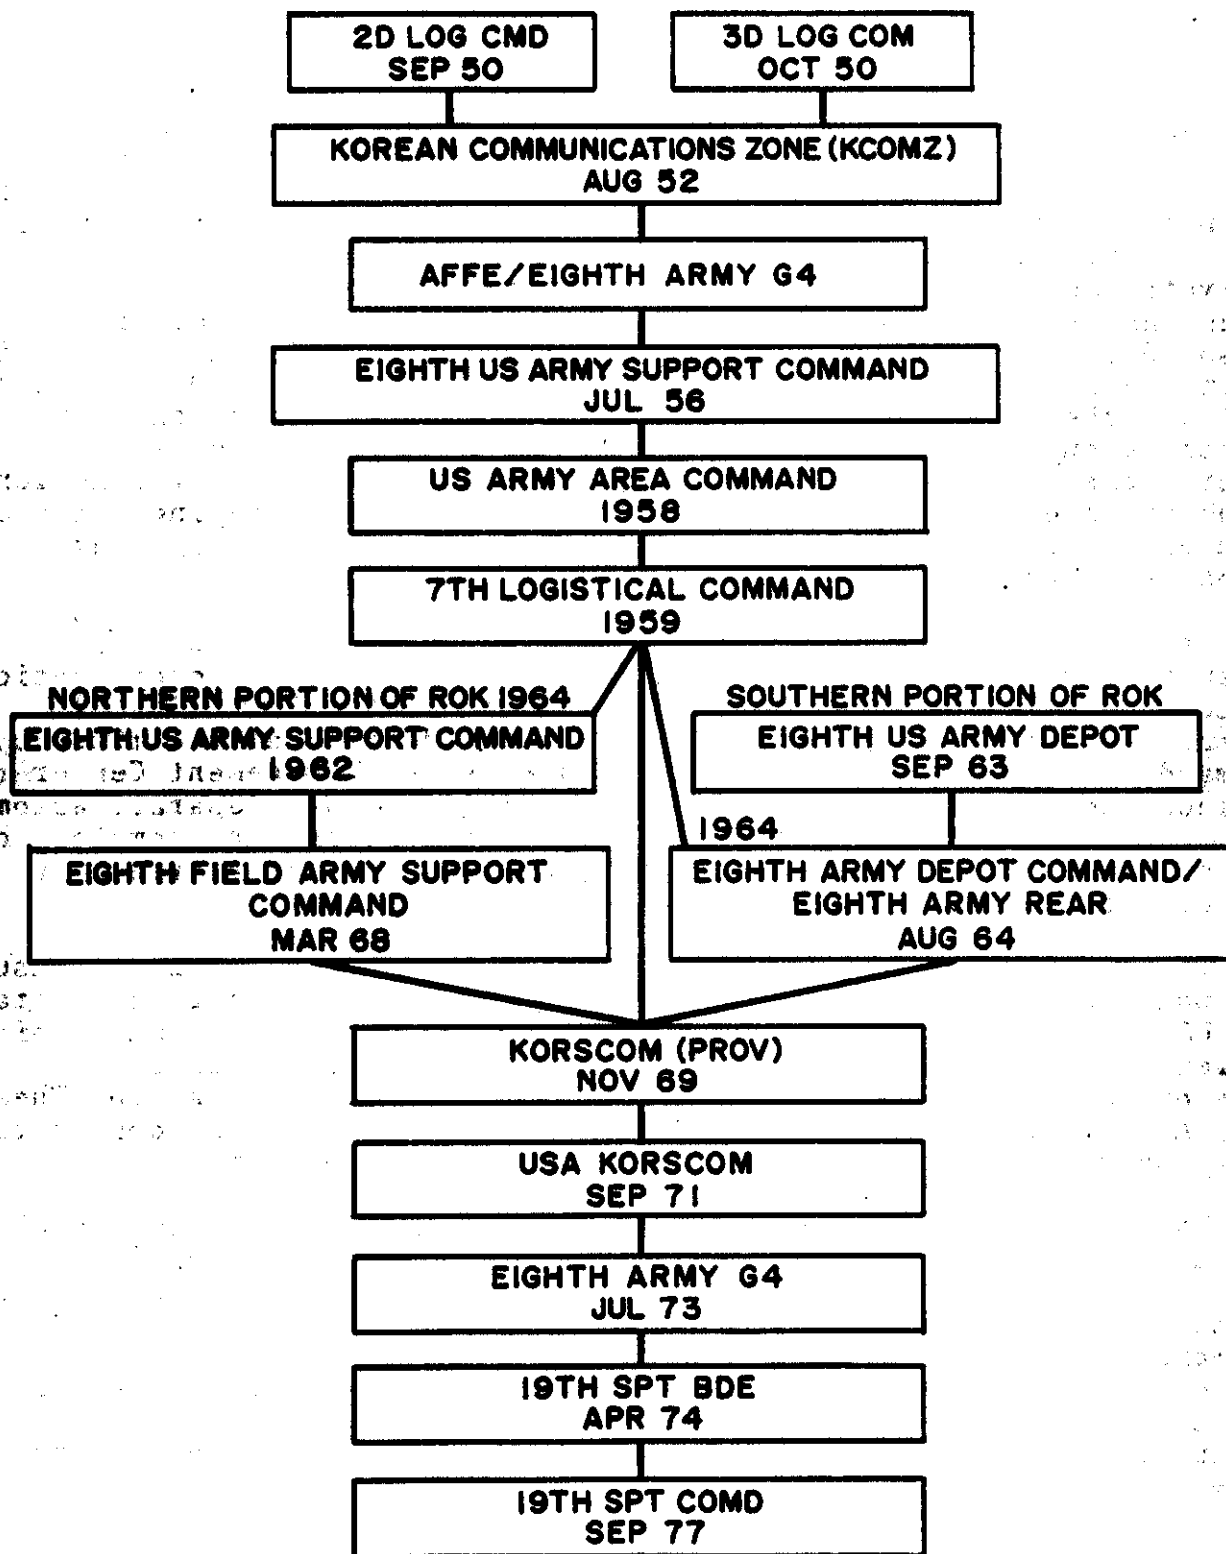 2D LOG CMD
SEP 50
3D LOG COM
OCT 50
KOREAN COMMUNICATIONS ZONE (KCOMZ)
AUG 52
AFFE/EIGHTH ARMY G4
EIGHTH US ARMY SUPPORT COMMAND
JUL 56
US ARMY AREA COMMAND
1958
7TH LOGISTICAL COMMAND
1959
NORTHERN PORTION OF ROK 1964
EIGHTH US ARMY SUPPORT COMMAND
1962
SOUTHERN PORTION OF ROK
EIGHTH US ARMY DEPOT
SEP 63
EIGHTH FIELD ARMY SUPPORT
COMMAND
MAR 68
1964
EIGHTH ARMY DEPOT COMMAND/
EIGHTH ARMY REAR
AUG 64
KORSCOM (PROV)
NOV 69
USA KORSCOM
SEP 71
EIGHTH ARMY G4
JUL 73
19TH SPT BDE
APR 74
19TH SPT COMD
SEP 77